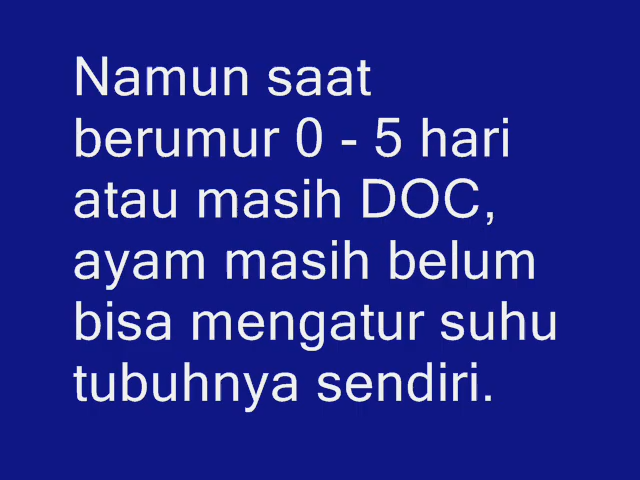 Namun saat
berumur 0 - 5 hari
atau masih DOC,
ayam masih belum
bisa mengatur suhu
tubuhnya sendiri.